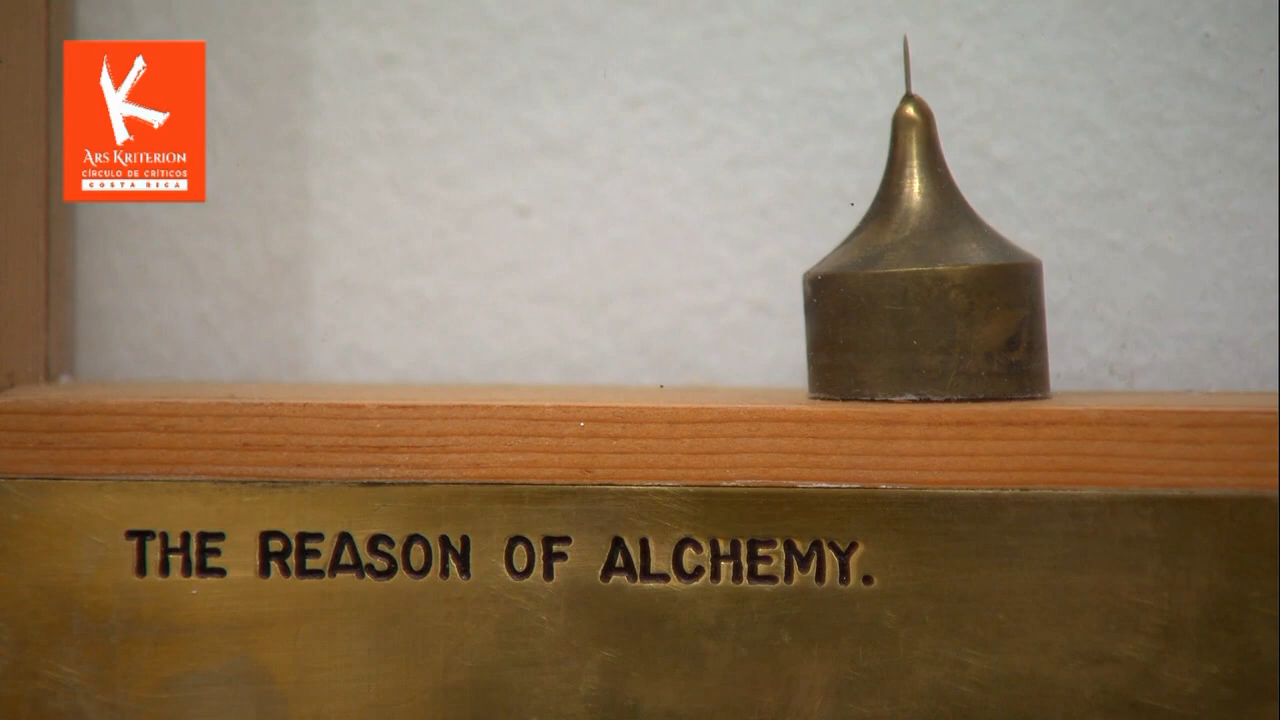 K
ARS KRITERION
CÍRCULO DE CRÍTICOS
COSTA RICA
THE REASON OF ALCHEMY.